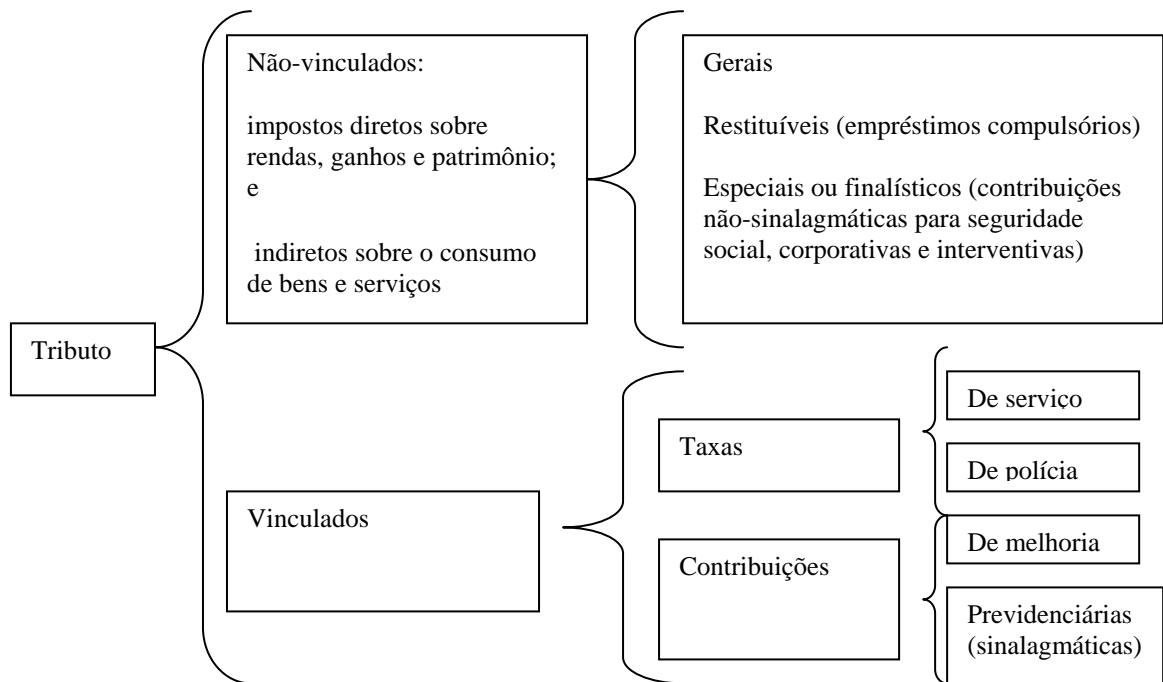 Tributo
Não-vinculados:
impostos diretos sobre
rendas, ganhos e patrimônio;
e
indiretos sobre o consumo
de bens e serviços
Gerais
Restituíveis (empréstimos compulsórios)
Especiais ou finalísticos (contribuições
não-sinalagmáticas para seguridade
social, corporativas e interventivas)
Vinculados
Taxas
De serviço
De polícia
Contribuições
De melhoria
Previdenciárias
(sinalagmáticas)